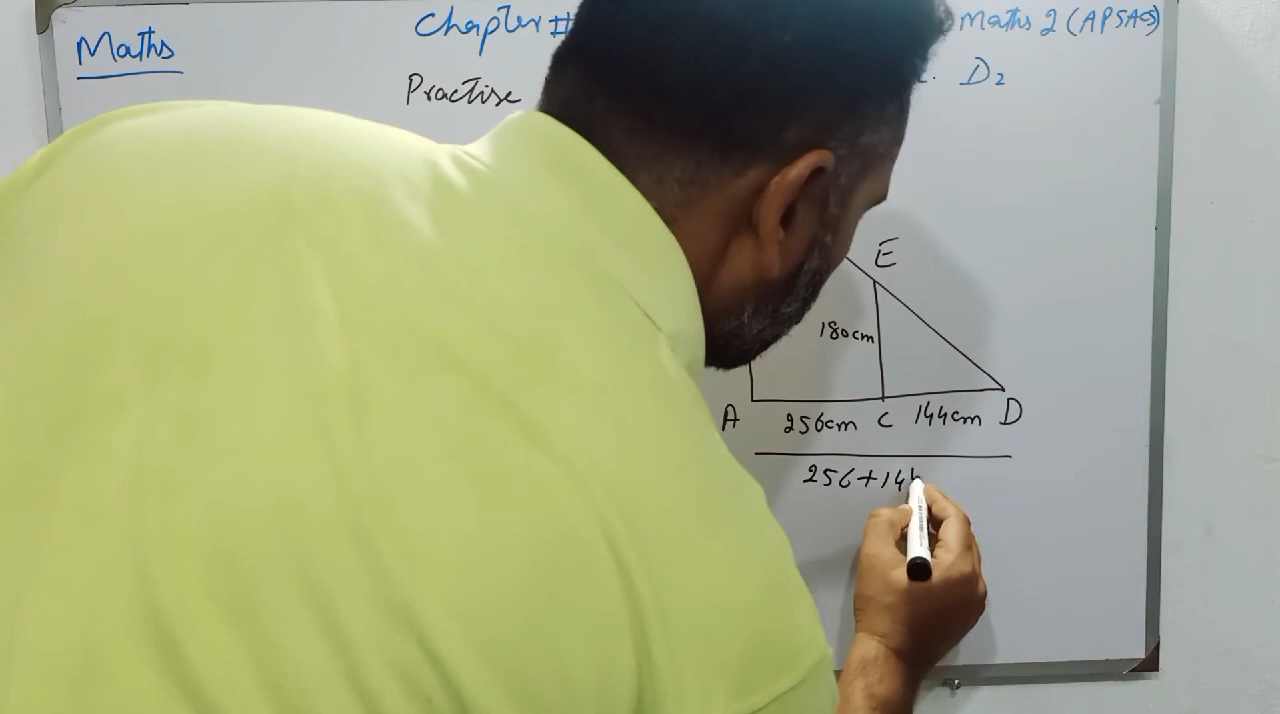 Maths
Chapter #
Maths 2 (APSACS)
Practise
D2
E
180cm
A 256cm C 144cm D
256+144